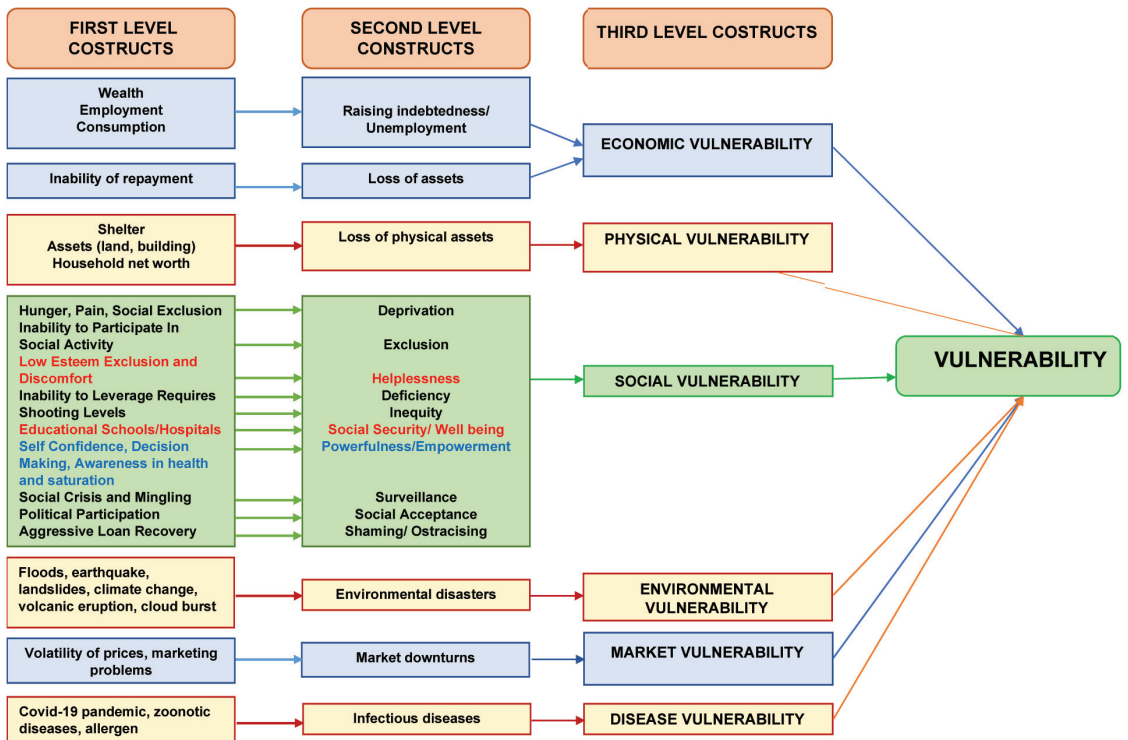 FIRST LEVEL
COSTRUCTS
SECOND LEVEL
CONSTRUCTS
THIRD LEVEL COSTRUCTS
Wealth
Employment
Consumption
Raising indebtedness/
Unemployment
ECONOMIC VULNERABILITY
Inability of repayment
Loss of assets
Shelter
Assets (land, building)
Household net worth
Loss of physical assets
PHYSICAL VULNERABILITY
Hunger, Pain, Social Exclusion
Inability to Participate In
Social Activity
Low Esteem Exclusion and
Discomfort
Inability to Leverage Requires
Shooting Levels
Educational Schools/Hospitals
Self Confidence, Decision
Making, Awareness in health
and saturation
Social Crisis and Mingling
Political Participation
Aggressive Loan Recovery
Deprivation
Exclusion
Helplessness
Deficiency
Inequity
Social Security/ Well being
Powerfulness/Empowerment
Surveillance
Social Acceptance
Shaming/ Ostracising
SOCIAL VULNERABILITY
VULNERABILITY
Floods, earthquake,
landslides, climate change,
volcanic eruption, cloud burst
Environmental disasters
ENVIRONMENTAL
VULNERABILITY
Volatility of prices, marketing
problems
Market downturns
MARKET VULNERABILITY
Covid-19 pandemic, zoonotic
diseases, allergen
Infectious diseases
DISEASE VULNERABILITY